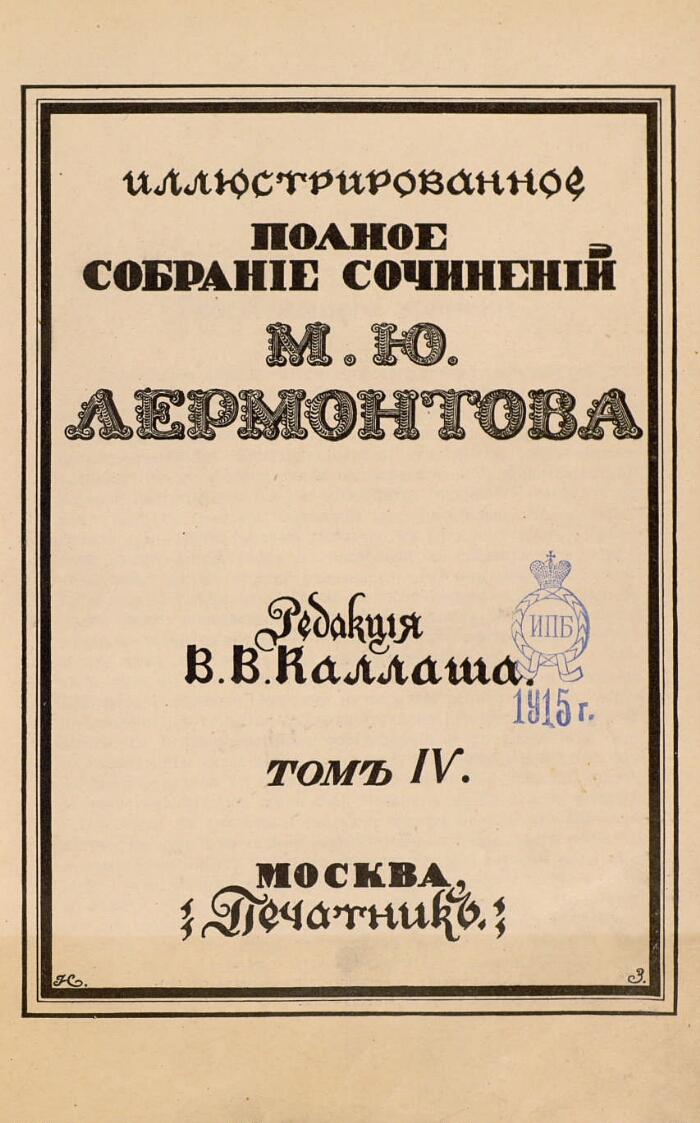 иллюстрированное
ПОЛНОЕ
СОБРАНІЕ СОЧИНЕНІЙ
М. Ю.
ЛЕРМОНТОВА
Редакція
В. В. Каллаша.
ИПБ
1915 г.
томъ IV.
МОСКВА,
Печатникъ.
Н.
З.